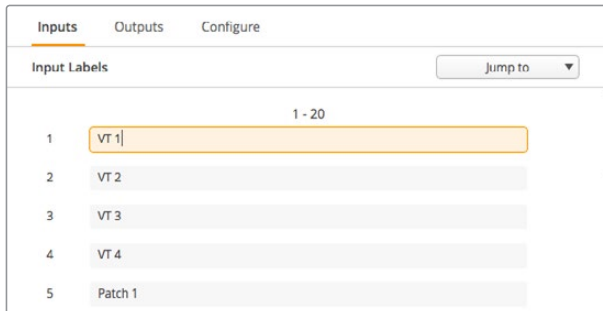 Inputs Outputs Configure
Input Labels Jump to
1 - 20
1 VT 1
2 VT 2
3 VT 3
4 VT 4
5 Patch 1